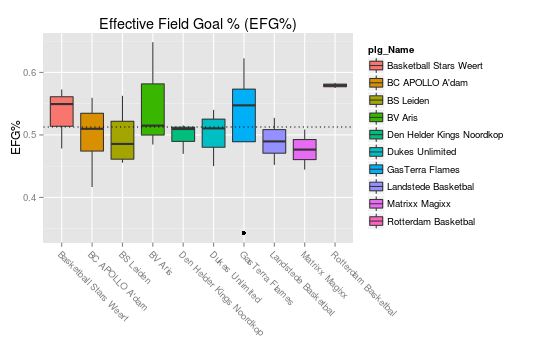 Effective Field Goal % (EFG%)
EFG%
0.6
0.5
0.4
Basketball Stars Weert
BC APOLLO A'dam
BS Leiden
BV Aris
Den Helder Kings Noordkop
Dukes Unlimited
GasTerra Flames
Landstede Basketbal
Matrixx Magixx
Rotterdam Basketbal
plg_Name
Basketball Stars Weert
BC APOLLO A'dam
BS Leiden
BV Aris
Den Helder Kings Noordkop
Dukes Unlimited
GasTerra Flames
Landstede Basketbal
Matrixx Magixx
Rotterdam Basketbal